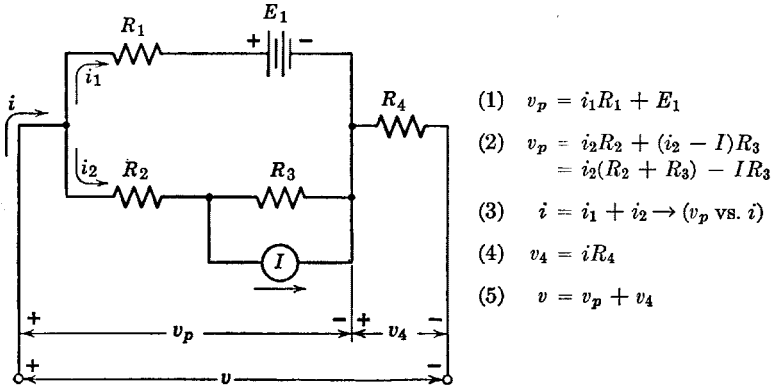 R₁
E₁
+ −
i₁
i
R₄
i₂
R₂
R₃
I
+ − + −
vₚ
v₄
+ −
v
(1) vₚ = i₁R₁ + E₁
(2) vₚ = i₂R₂ + (i₂ − I)R₃
= i₂(R₂ + R₃) − IR₃
(3) i = i₁ + i₂ → (vₚ vs. i)
(4) v₄ = iR₄
(5) v = vₚ + v₄